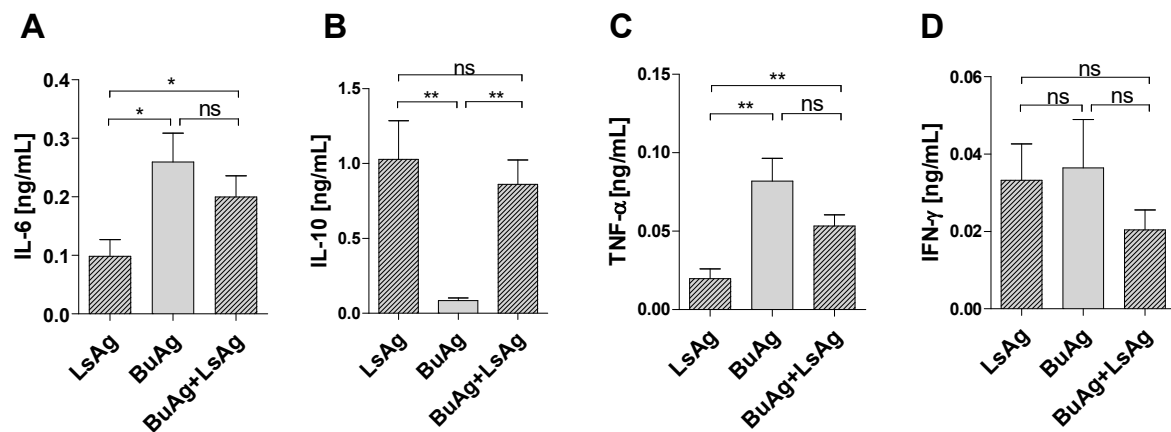 A
IL-6 [ng/mL]
0.4
0.3
0.2
0.1
0.0
*
*
ns
LsAg
BuAg
BuAg+LsAg
B
IL-10 [ng/mL]
1.5
1.0
0.5
0.0
ns
**
**
LsAg
BuAg
BuAg+LsAg
C
TNF-α [ng/mL]
0.15
0.10
0.05
0.00
**
**
ns
LsAg
BuAg
BuAg+LsAg
D
IFN-γ [ng/mL]
0.06
0.04
0.02
0.00
ns
ns
ns
LsAg
BuAg
BuAg+LsAg